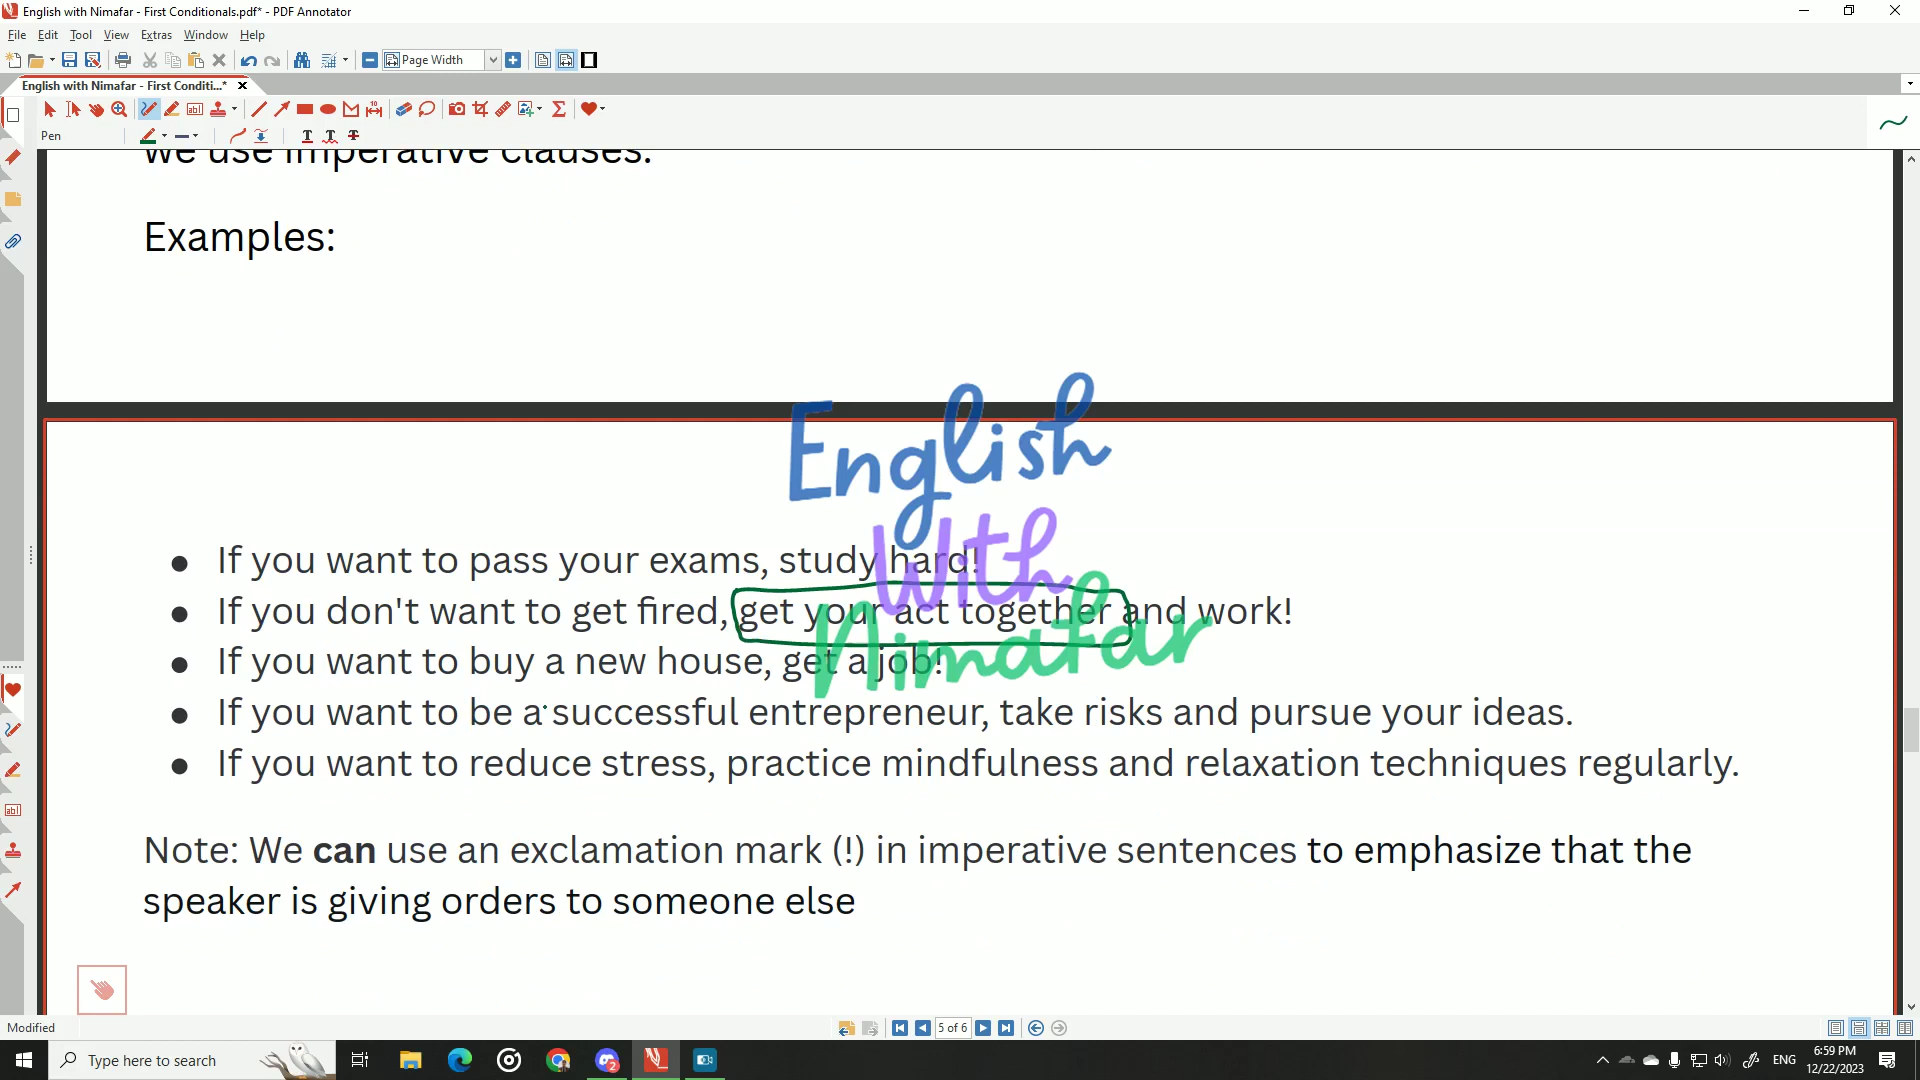 English with Nimafar - First Conditionals.pdf* - PDF Annotator
File Edit Tool View Extras Window Help
Page Width
English with Nimafar - First Conditi...*
Pen
we use imperative clauses.
Examples:
English
With
Nimafar
If you want to pass your exams, study hard!
If you don't want to get fired, get your act together and work!
If you want to buy a new house, get a job!
If you want to be a successful entrepreneur, take risks and pursue your ideas.
If you want to reduce stress, practice mindfulness and relaxation techniques regularly.
Note: We can use an exclamation mark (!) in imperative sentences to emphasize that the
speaker is giving orders to someone else
Modified
5 of 6
Type here to search
2
ENG
6:59 PM
12/22/2023